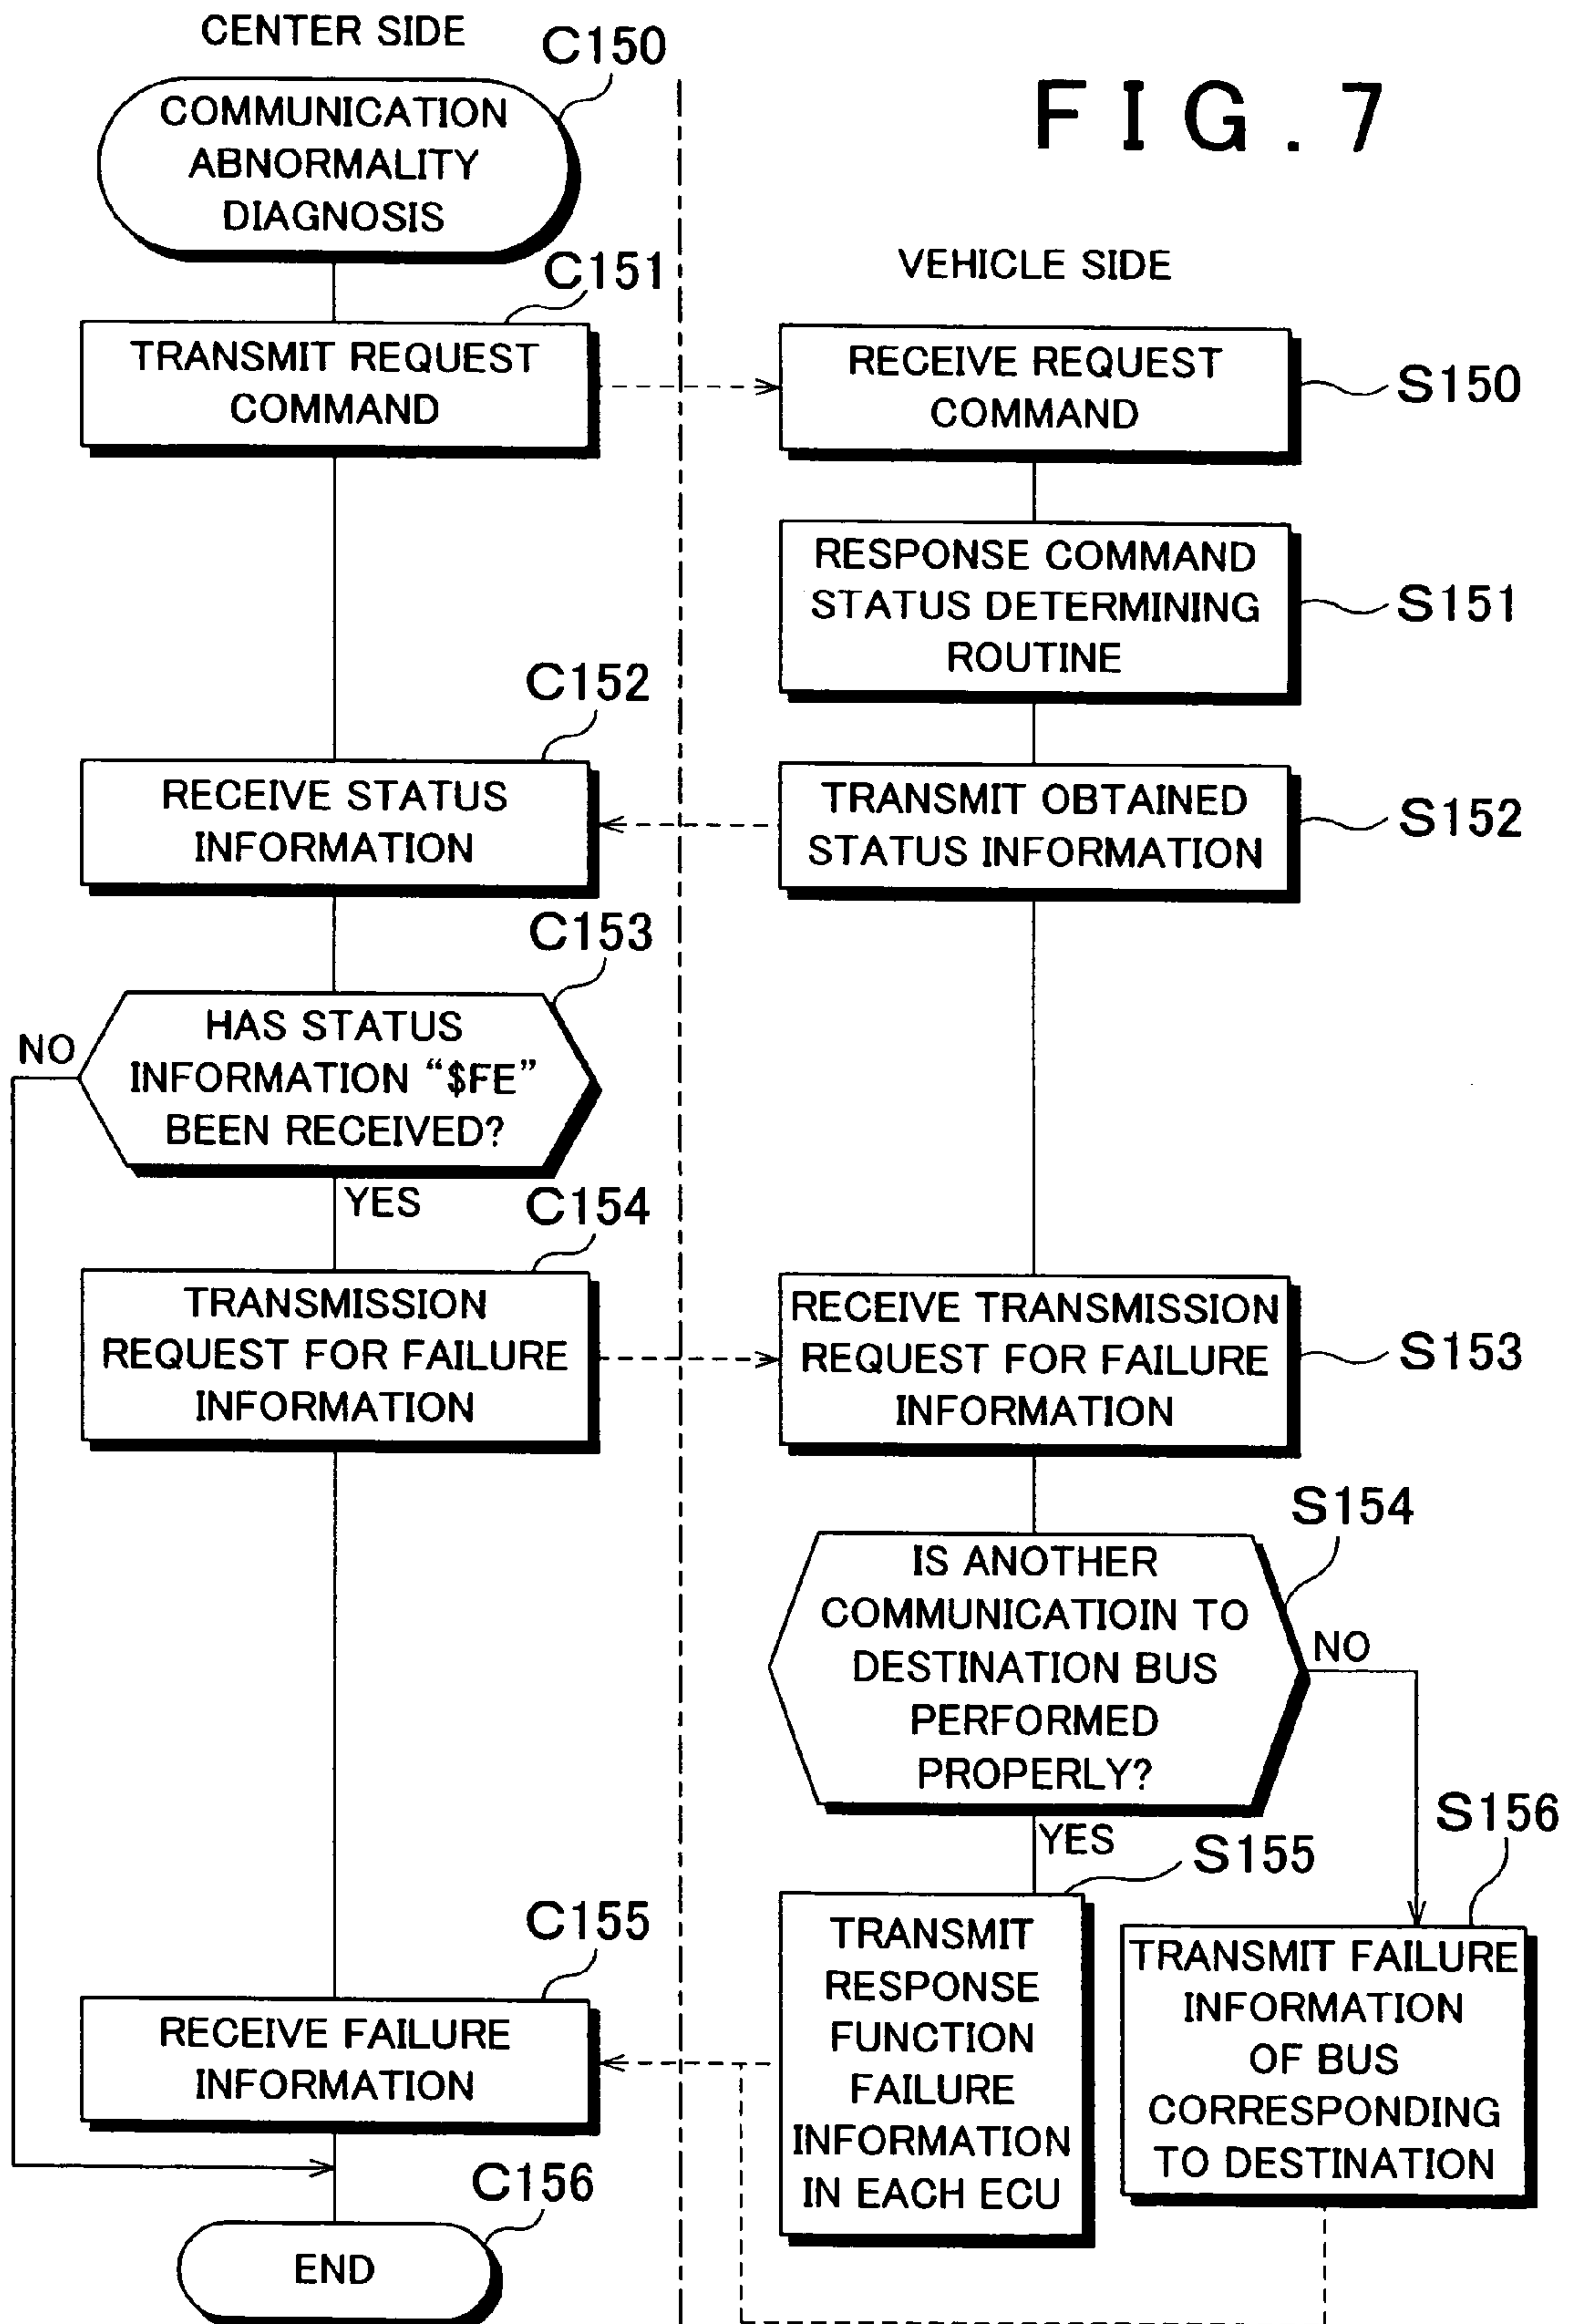 CENTER SIDE
C150
FIG. 7
COMMUNICATION
ABNORMALITY
DIAGNOSIS
VEHICLE SIDE
C151
TRANSMIT REQUEST
COMMAND
RECEIVE REQUEST
COMMAND
S150
RESPONSE COMMAND
STATUS DETERMINING
ROUTINE
S151
C152
RECEIVE STATUS
INFORMATION
TRANSMIT OBTAINED
STATUS INFORMATION
S152
C153
HAS STATUS
INFORMATION “$FE”
BEEN RECEIVED?
NO
YES
C154
TRANSMISSION
REQUEST FOR FAILURE
INFORMATION
RECEIVE TRANSMISSION
REQUEST FOR FAILURE
INFORMATION
S153
S154
IS ANOTHER
COMMUNICATIOIN TO
DESTINATION BUS
PERFORMED
PROPERLY?
NO
YES
S155
S156
C155
RECEIVE FAILURE
INFORMATION
TRANSMIT
RESPONSE
FUNCTION
FAILURE
INFORMATION
IN EACH ECU
TRANSMIT FAILURE
INFORMATION
OF BUS
CORRESPONDING
TO DESTINATION
C156
END